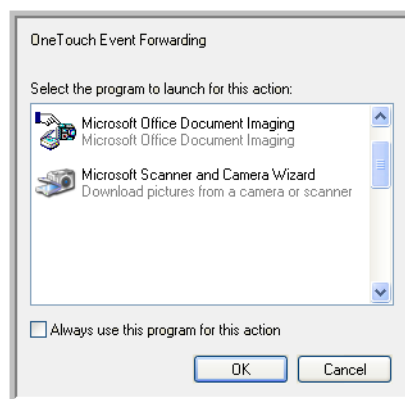 OneTouch Event Forwarding
Select the program to launch for this action:
Microsoft Office Document Imaging
Microsoft Office Document Imaging
Microsoft Scanner and Camera Wizard
Download pictures from a camera or scanner
Always use this program for this action
OK Cancel